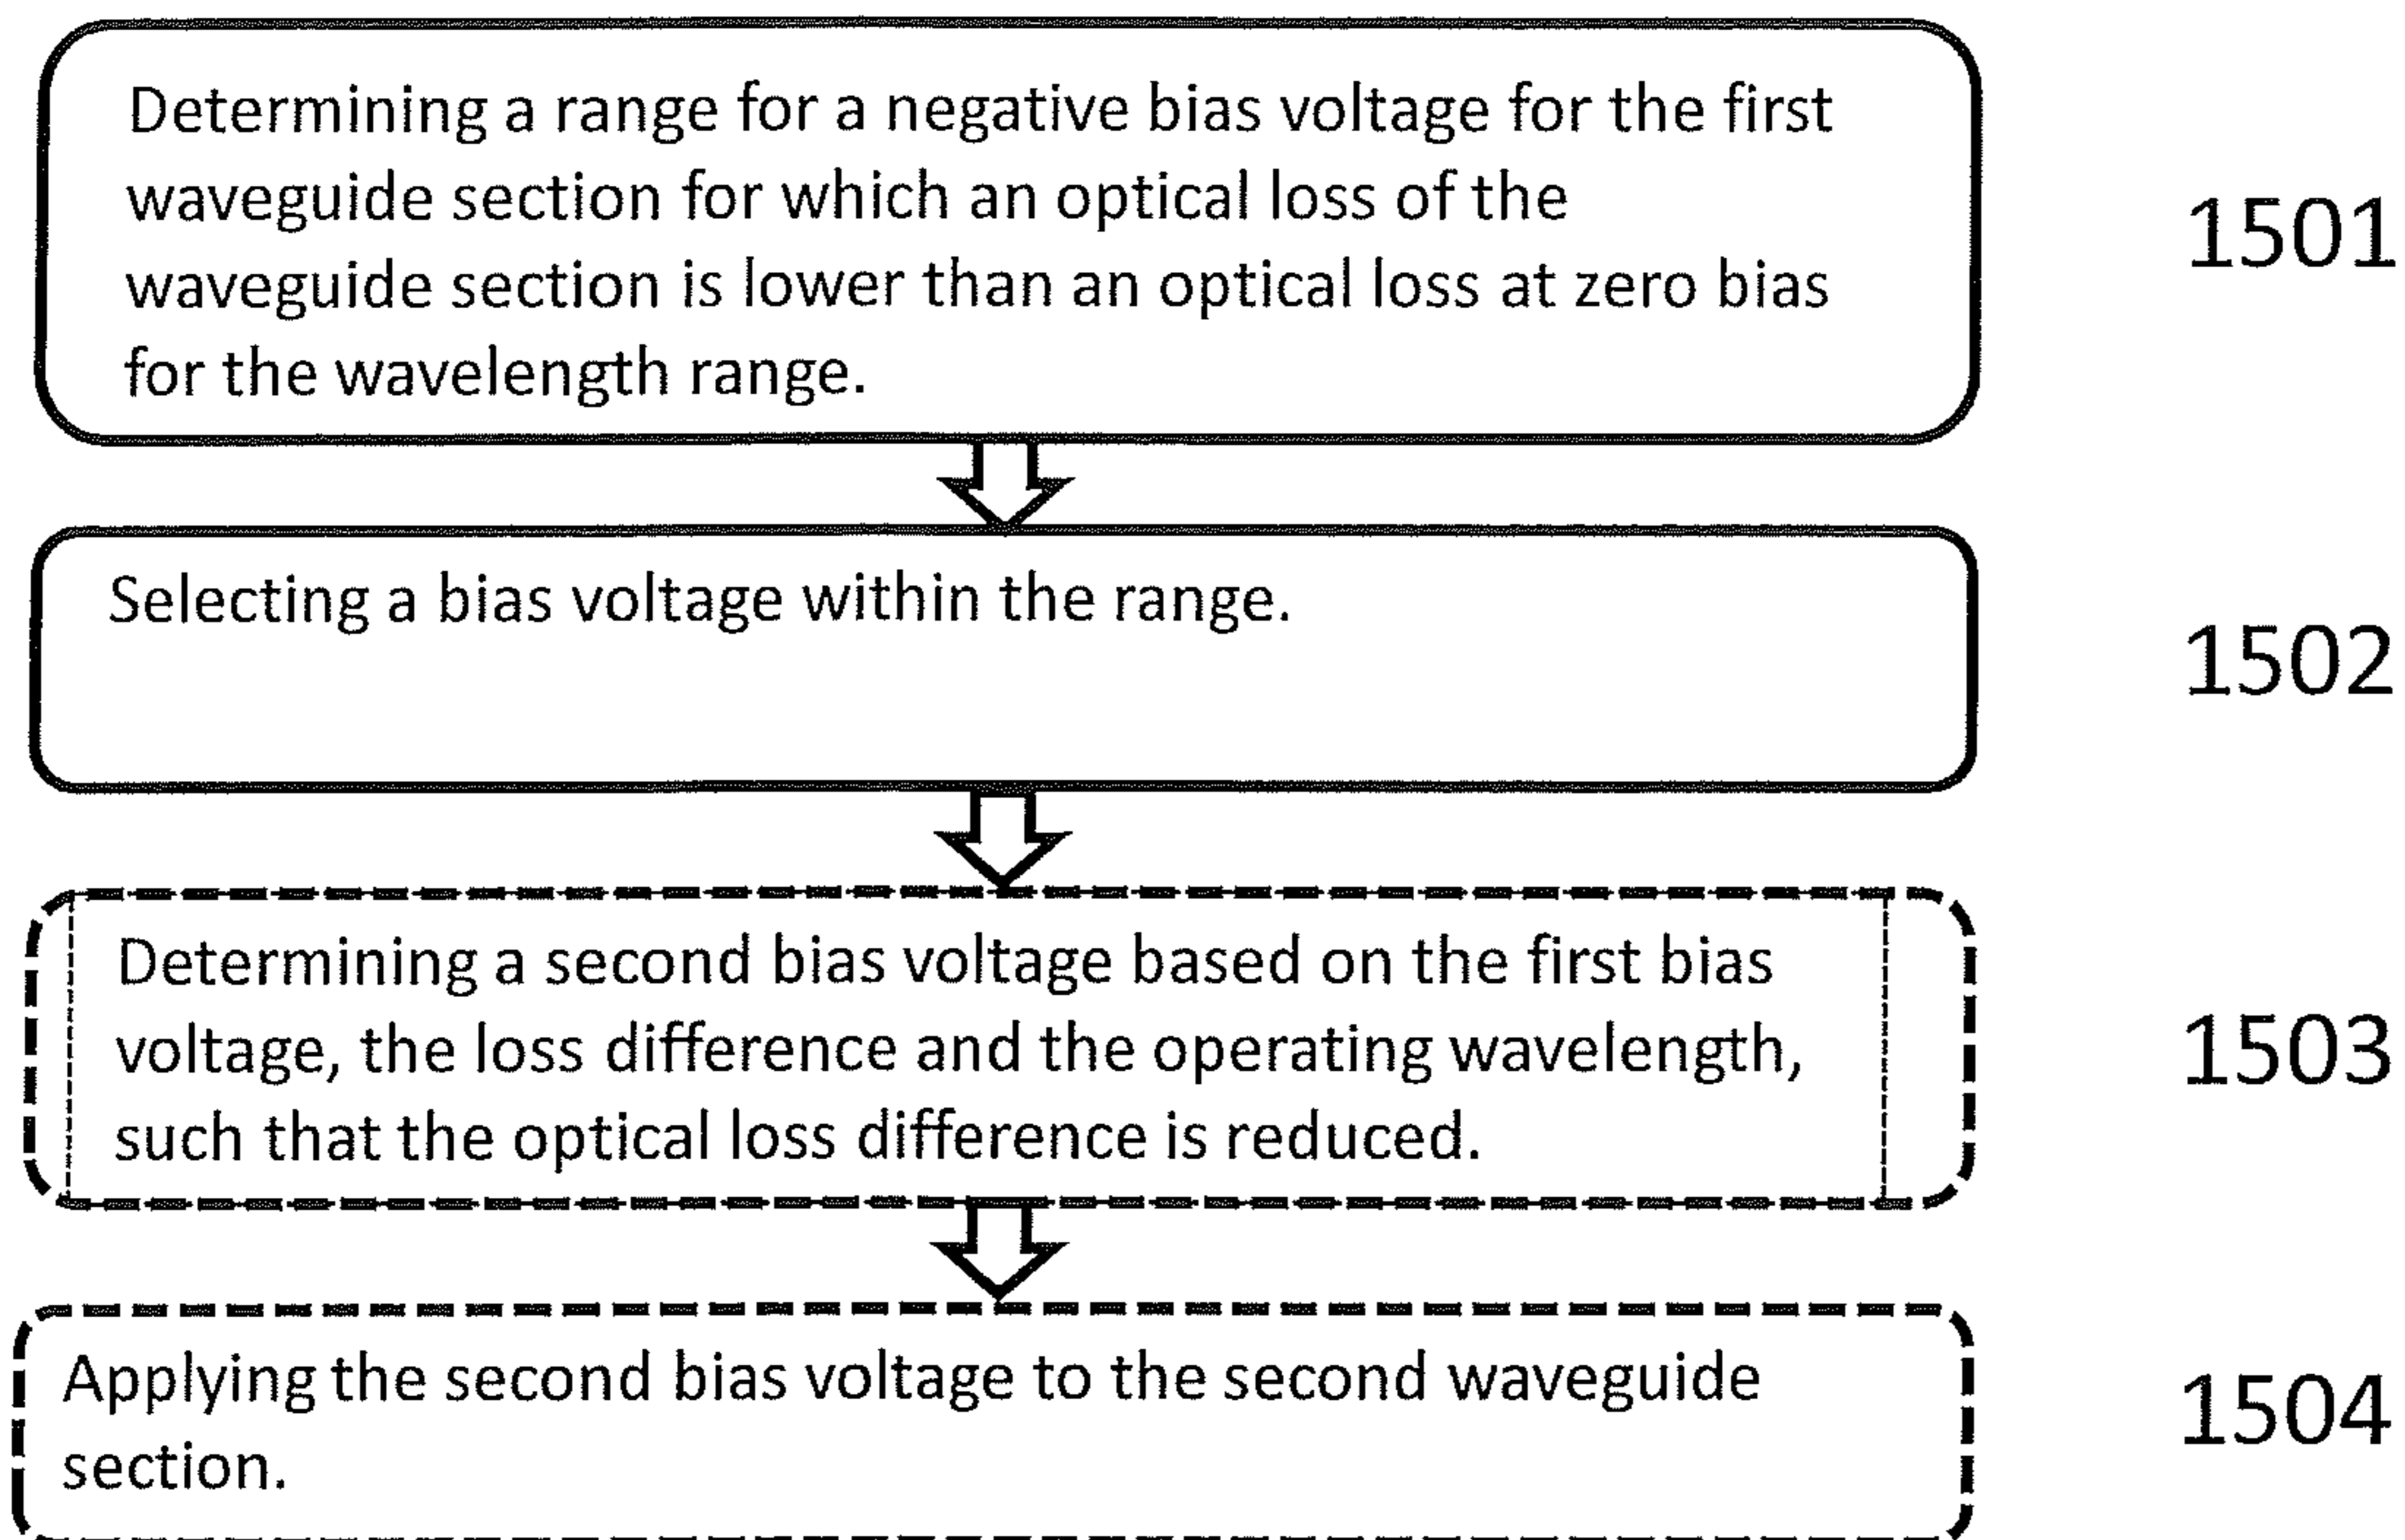 Determining a range for a negative bias voltage for the first
waveguide section for which an optical loss of the
waveguide section is lower than an optical loss at zero bias
for the wavelength range.
1501
Selecting a bias voltage within the range.
1502
Determining a second bias voltage based on the first bias
voltage, the loss difference and the operating wavelength,
such that the optical loss difference is reduced.
1503
Applying the second bias voltage to the second waveguide
section.
1504